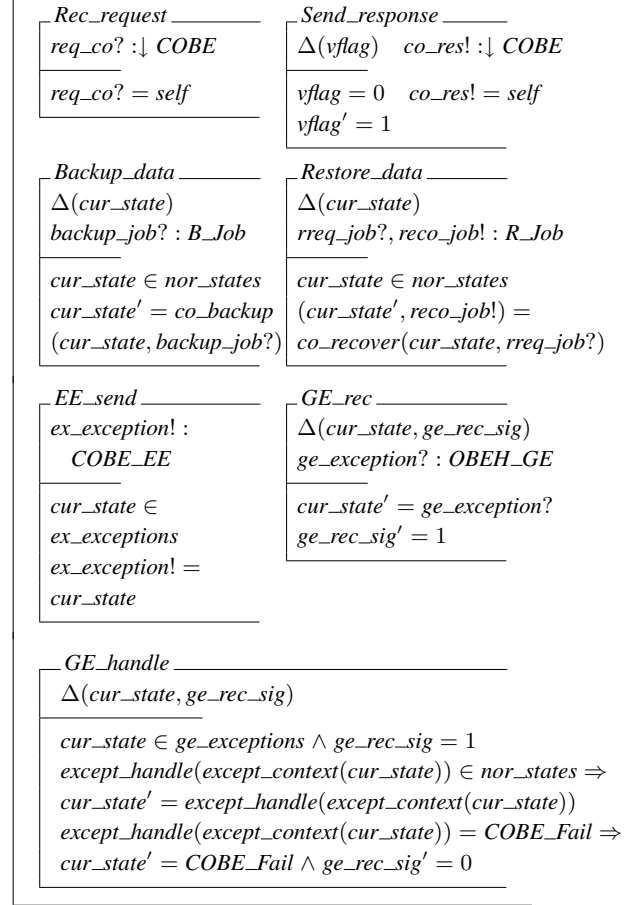 Rec_request
req_co? :↓ COBE
req_co? = self
Send_response
Δ(vflag) co_res! :↓ COBE
vflag = 0 co_res! = self
vflag′ = 1
Backup_data
Δ(cur_state)
backup_job? : B_Job
cur_state ∈ nor_states
cur_state′ = co_backup
(cur_state, backup_job?)
Restore_data
Δ(cur_state)
rreq_job?, reco_job! : R_Job
cur_state ∈ nor_states
(cur_state′, reco_job!) =
co_recover(cur_state, rreq_job?)
EE_send
ex_exception! :
COBE_EE
cur_state ∈
ex_exceptions
ex_exception! =
cur_state
GE_rec
Δ(cur_state, ge_rec_sig)
ge_exception? : OBEH_GE
cur_state′ = ge_exception?
ge_rec_sig′ = 1
GE_handle
Δ(cur_state, ge_rec_sig)
cur_state ∈ ge_exceptions ∧ ge_rec_sig = 1
except_handle(except_context(cur_state)) ∈ nor_states ⇒
cur_state′ = except_handle(except_context(cur_state))
except_handle(except_context(cur_state)) = COBE_Fail ⇒
cur_state′ = COBE_Fail ∧ ge_rec_sig′ = 0